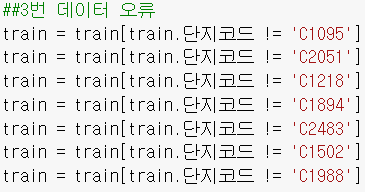 ##3번 데이터 오류
train = train[train.단지코드 != 'C1095']
train = train[train.단지코드 != 'C2051']
train = train[train.단지코드 != 'C1218']
train = train[train.단지코드 != 'C1894']
train = train[train.단지코드 != 'C2483']
train = train[train.단지코드 != 'C1502']
train = train[train.단지코드 != 'C1988']